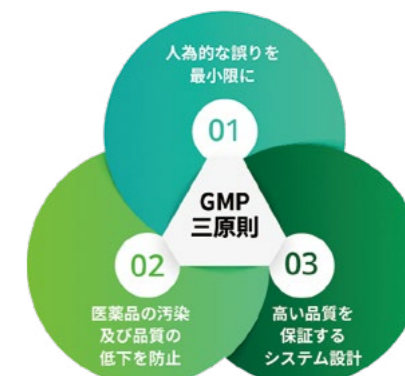 人為的な誤りを
最小限に
01
GMP
三原則
02
03
医薬品の汚染
及び品質の
低下を防止
高い品質を
保証する
システム設計